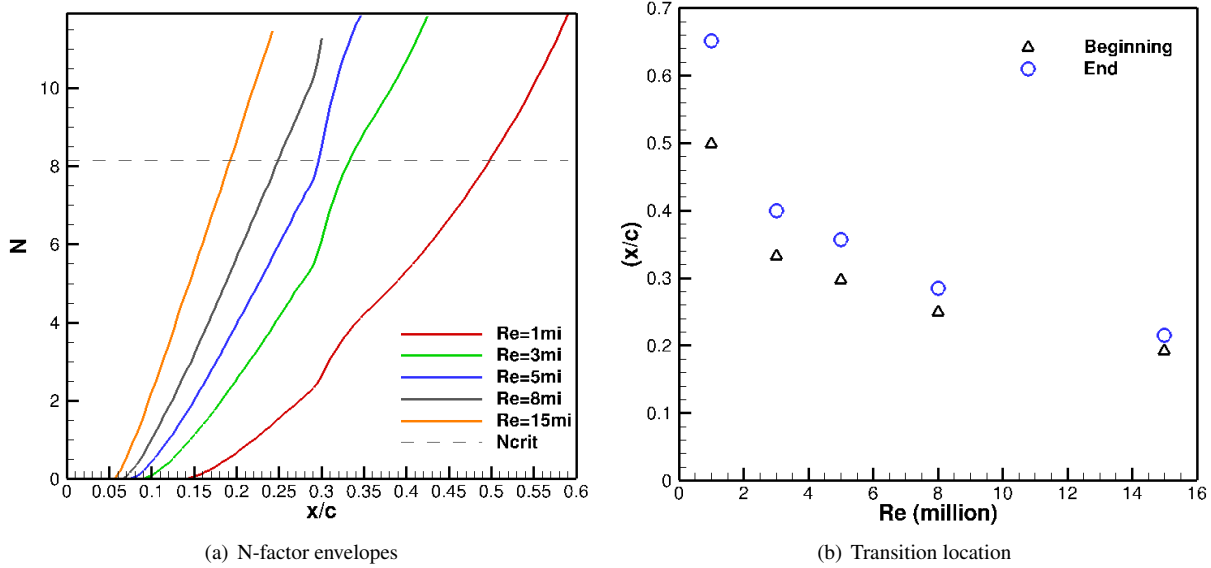 N
10
8
6
4
2
0
0 0.05 0.1 0.15 0.2 0.25 0.3 0.35 0.4 0.45 0.5 0.55 0.6
x/c
Re=1mi
Re=3mi
Re=5mi
Re=8mi
Re=15mi
Ncrit
(a) N-factor envelopes
(x/c)
0.7
0.6
0.5
0.4
0.3
0.2
0.1
0
0 2 4 6 8 10 12 14 16
Re (million)
Beginning
End
(b) Transition location